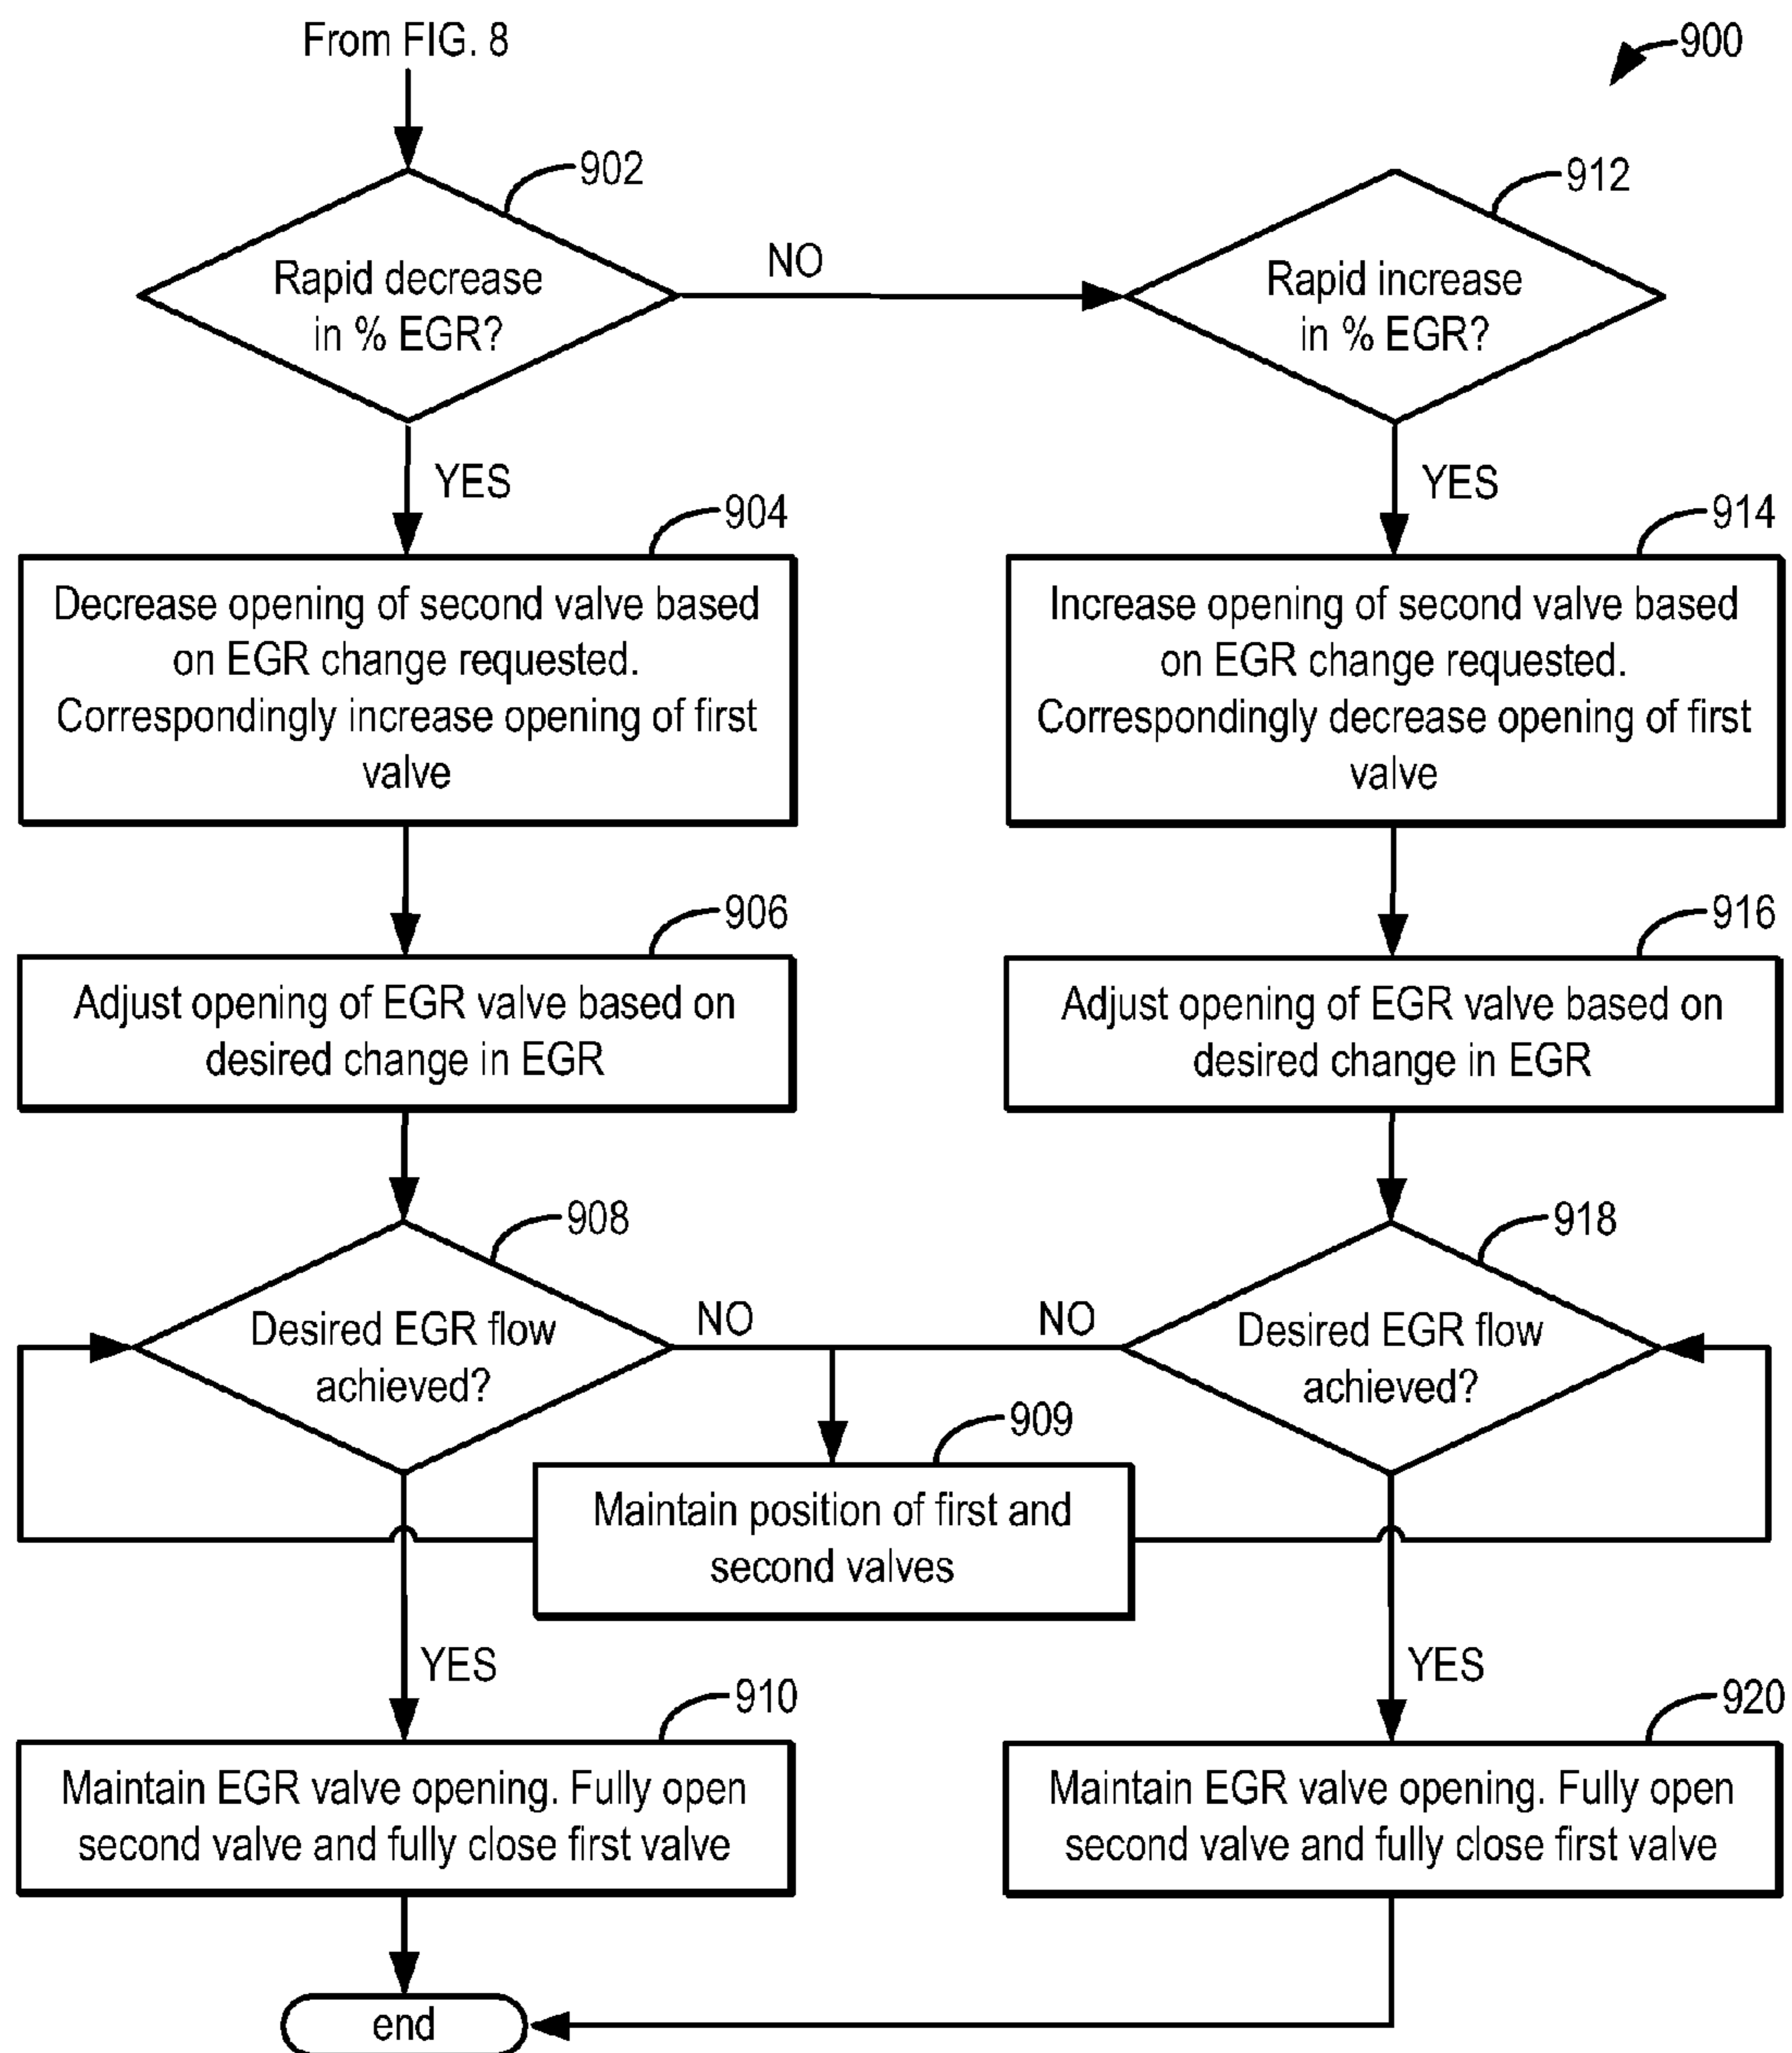 From FIG. 8
900
902
Rapid decrease
in % EGR?
NO
912
Rapid increase
in % EGR?
YES
YES
904
Decrease opening of second valve based
on EGR change requested.
Correspondingly increase opening of first
valve
914
Increase opening of second valve based
on EGR change requested.
Correspondingly decrease opening of first
valve
906
Adjust opening of EGR valve based on
desired change in EGR
916
Adjust opening of EGR valve based on
desired change in EGR
908
Desired EGR flow
achieved?
NO
NO
918
Desired EGR flow
achieved?
909
Maintain position of first and
second valves
YES
YES
910
Maintain EGR valve opening. Fully open
second valve and fully close first valve
920
Maintain EGR valve opening. Fully open
second valve and fully close first valve
end